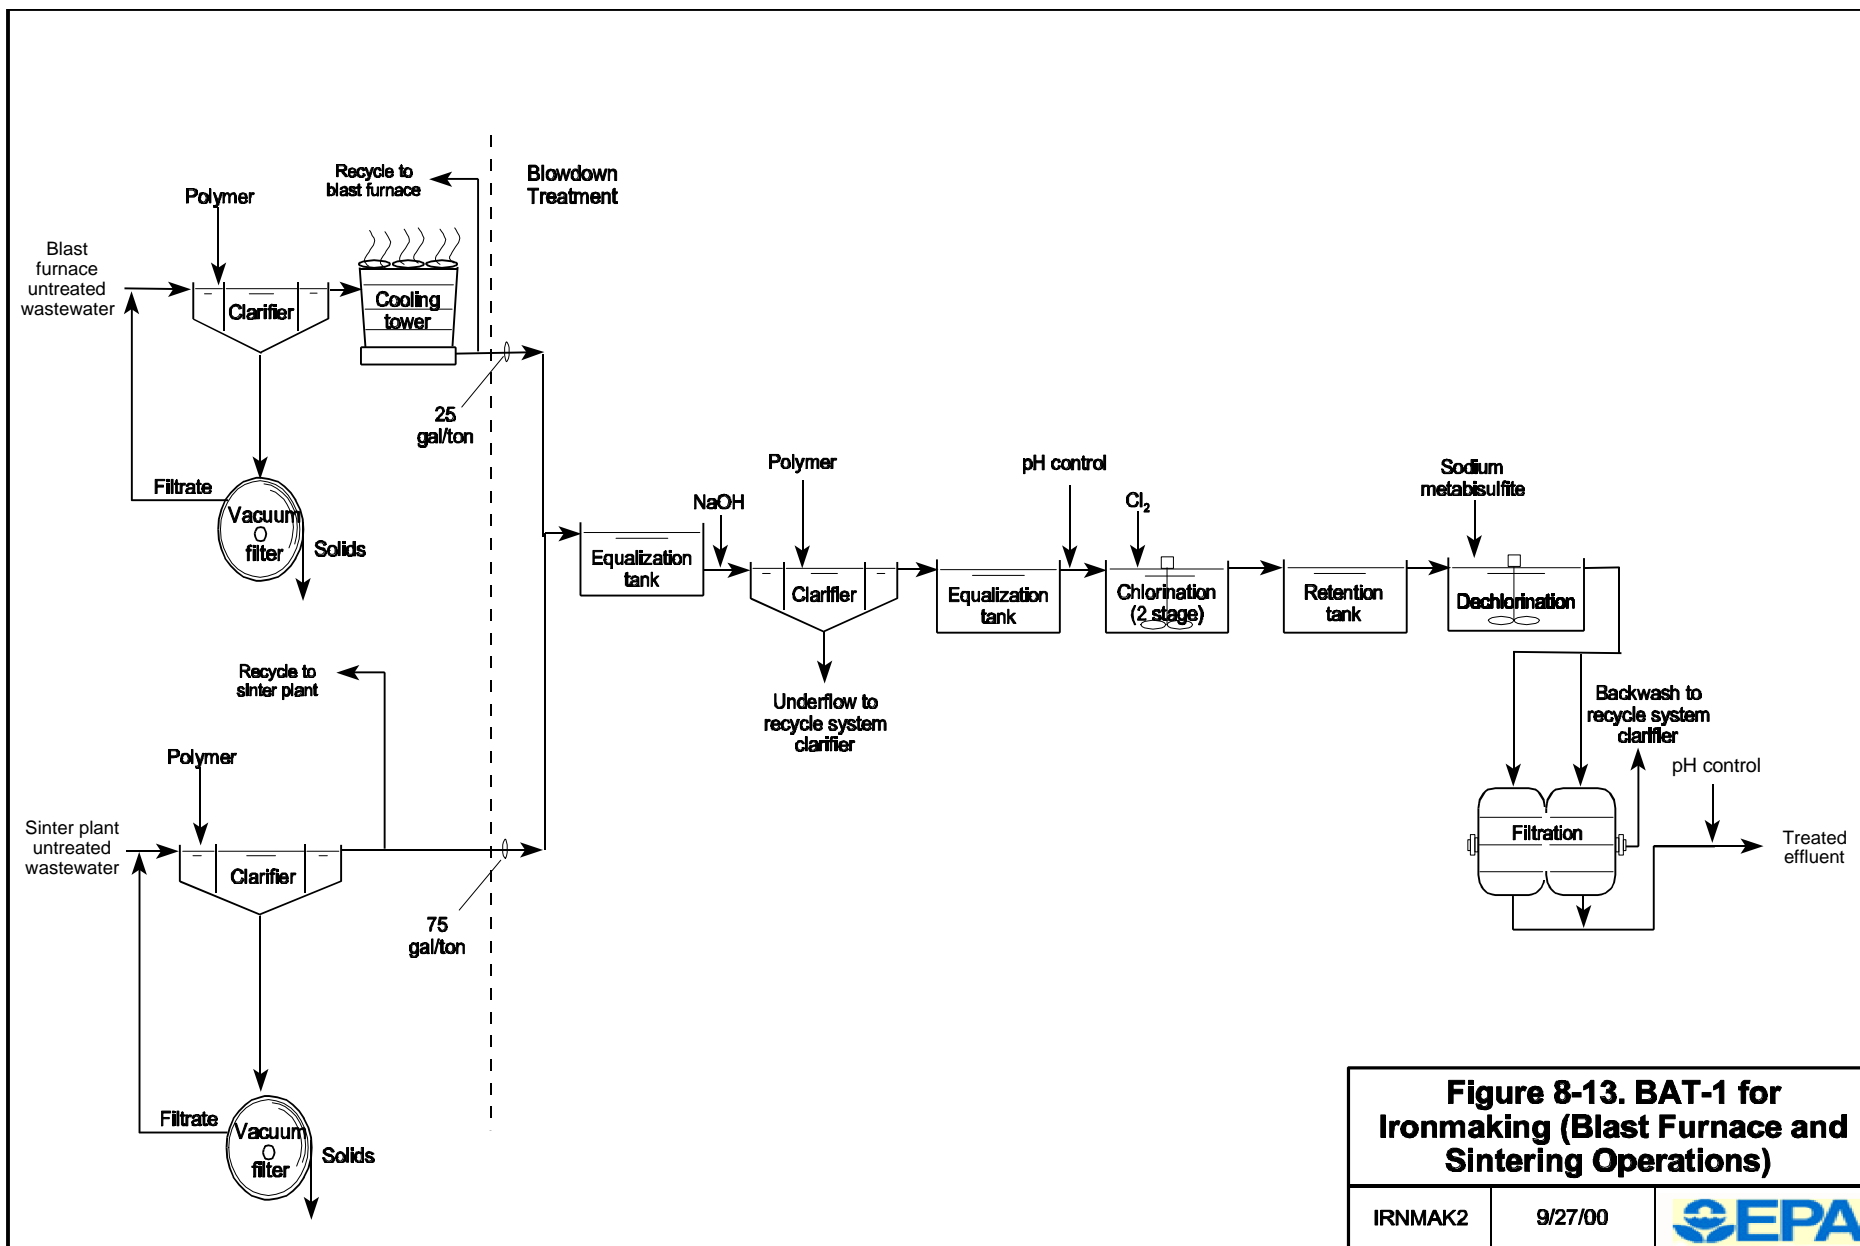 Recycle to
blast furnace
Blowdown
Treatment
Polymer
Blast
furnace
untreated
wastewater
Clarifier
Cooling
tower
25
gal/ton
Filtrate
Vacuum
filter
Solids
Polymer
NaOH
pH control
Cl2
Sodium
metabisulfite
Equalization
tank
Clarifier
Equalization
tank
Chlorination
(2 stage)
Retention
tank
Dechlorination
Underflow to
recycle system
clarifier
Backwash to
recycle system
clarifier
pH control
Filtration
Treated
effluent
Recycle to
sinter plant
Polymer
Sinter plant
untreated
wastewater
Clarifier
75
gal/ton
Filtrate
Vacuum
filter
Solids
Figure 8-13. BAT-1 for
Ironmaking (Blast Furnace and
Sintering Operations)
IRNMAK2
9/27/00
EPA